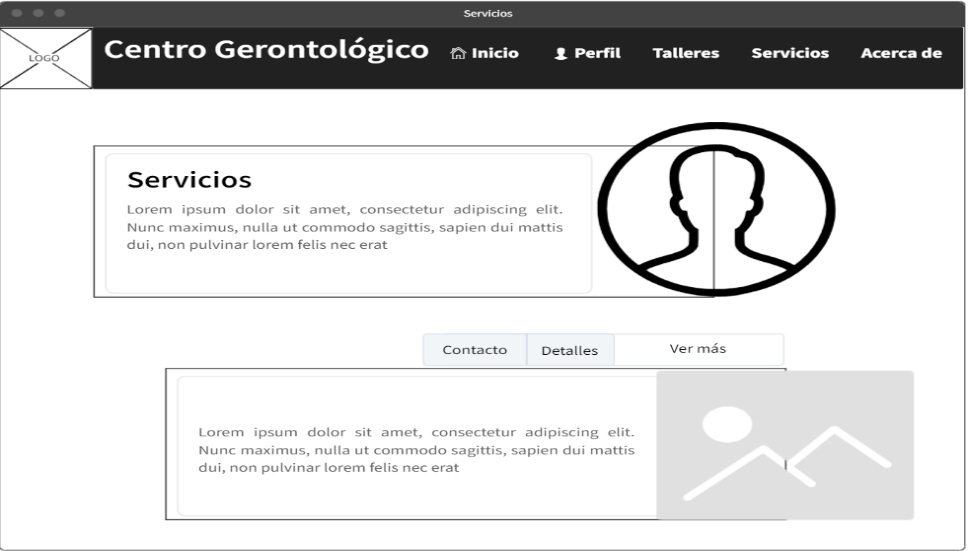 Servicios
LOGO
Centro Gerontológico
Inicio
Perfil
Talleres
Servicios
Acerca de
Servicios
Lorem ipsum dolor sit amet, consectetur adipiscing elit.
Nunc maximus, nulla ut commodo sagittis, sapien dui mattis
dui, non pulvinar lorem felis nec erat
Contacto
Detalles
Ver más
Lorem ipsum dolor sit amet, consectetur adipiscing elit.
Nunc maximus, nulla ut commodo sagittis, sapien dui mattis
dui, non pulvinar lorem felis nec erat